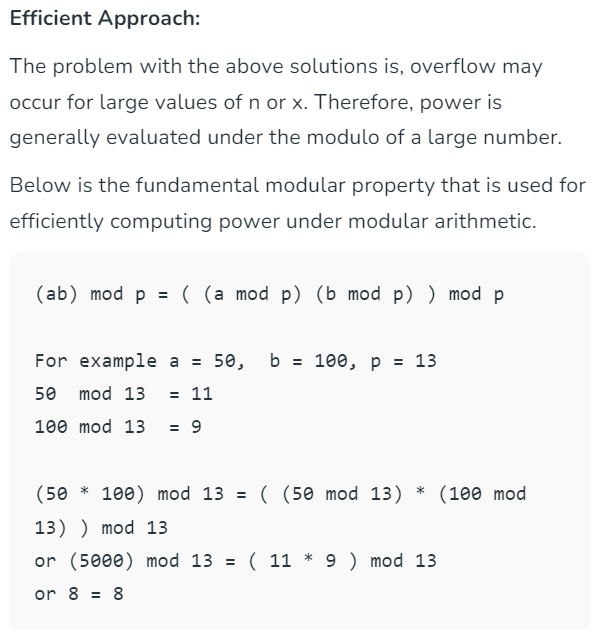 Efficient Approach:
The problem with the above solutions is, overflow may
occur for large values of n or x. Therefore, power is
generally evaluated under the modulo of a large number.
Below is the fundamental modular property that is used for
efficiently computing power under modular arithmetic.
(ab) mod p = ( (a mod p) (b mod p) ) mod p
For example a = 50,  b = 100, p = 13
50  mod 13  = 11
100 mod 13  = 9
(50 * 100) mod 13 = ( (50 mod 13) * (100 mod
13) ) mod 13
or (5000) mod 13 = ( 11 * 9 ) mod 13
or 8 = 8